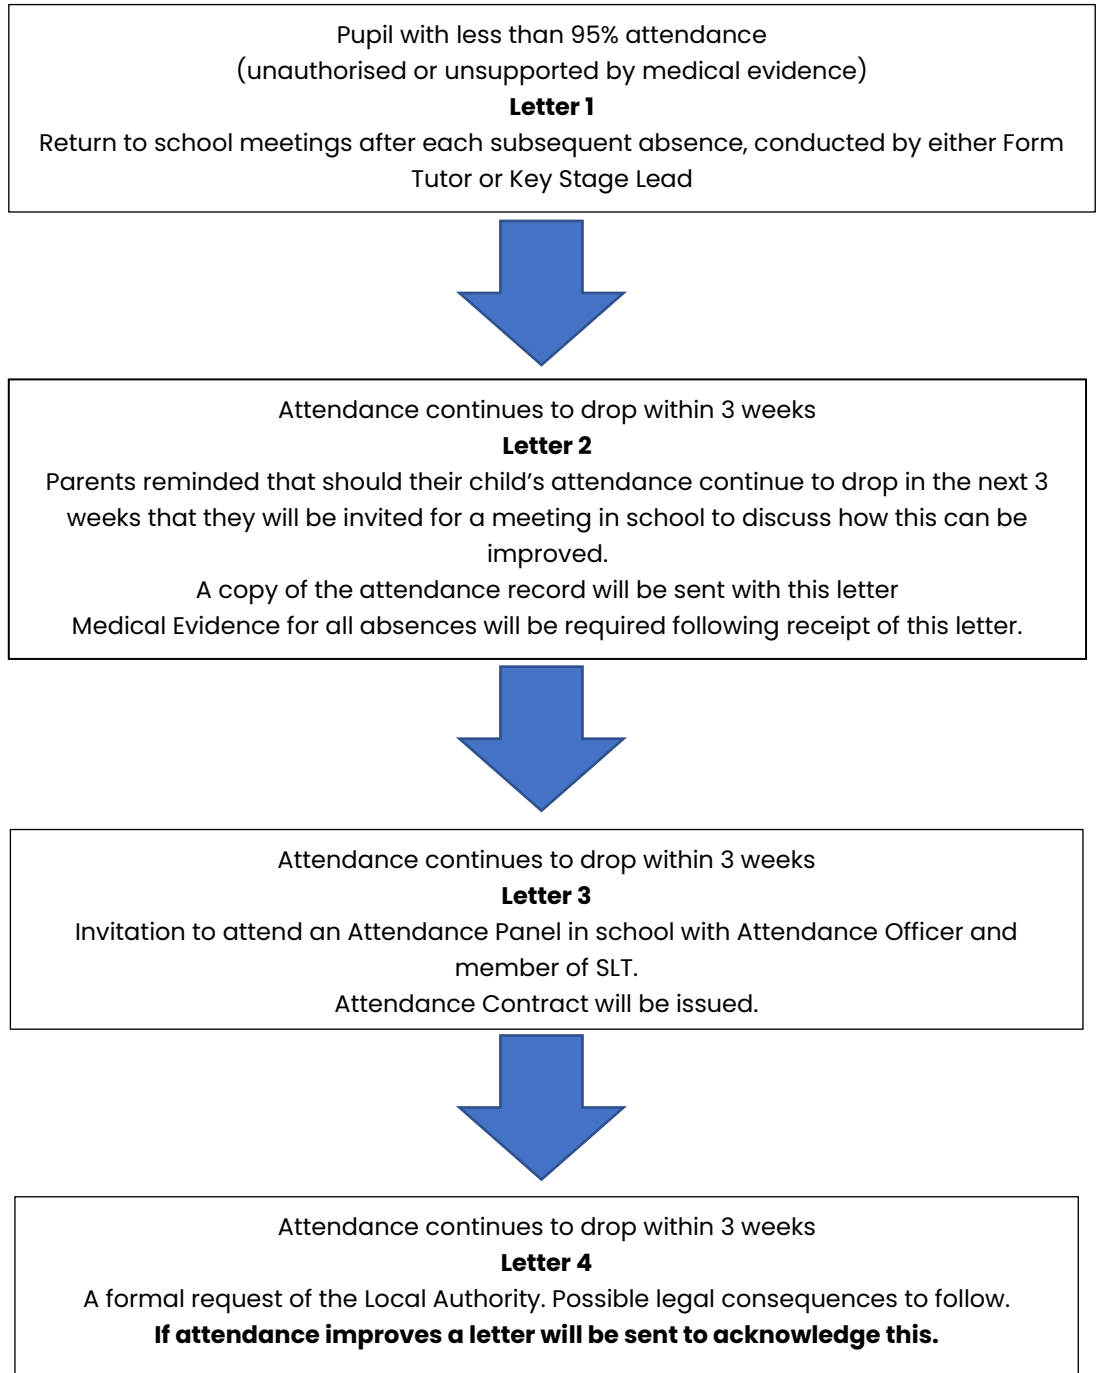 Pupil with less than 95% attendance
(unauthorised or unsupported by medical evidence)
Letter 1
Return to school meetings after each subsequent absence, conducted by either Form
Tutor or Key Stage Lead
Attendance continues to drop within 3 weeks
Letter 2
Parents reminded that should their child’s attendance continue to drop in the next 3
weeks that they will be invited for a meeting in school to discuss how this can be
improved.
A copy of the attendance record will be sent with this letter
Medical Evidence for all absences will be required following receipt of this letter.
Attendance continues to drop within 3 weeks
Letter 3
Invitation to attend an Attendance Panel in school with Attendance Officer and
member of SLT.
Attendance Contract will be issued.
Attendance continues to drop within 3 weeks
Letter 4
A formal request of the Local Authority. Possible legal consequences to follow.
If attendance improves a letter will be sent to acknowledge this.